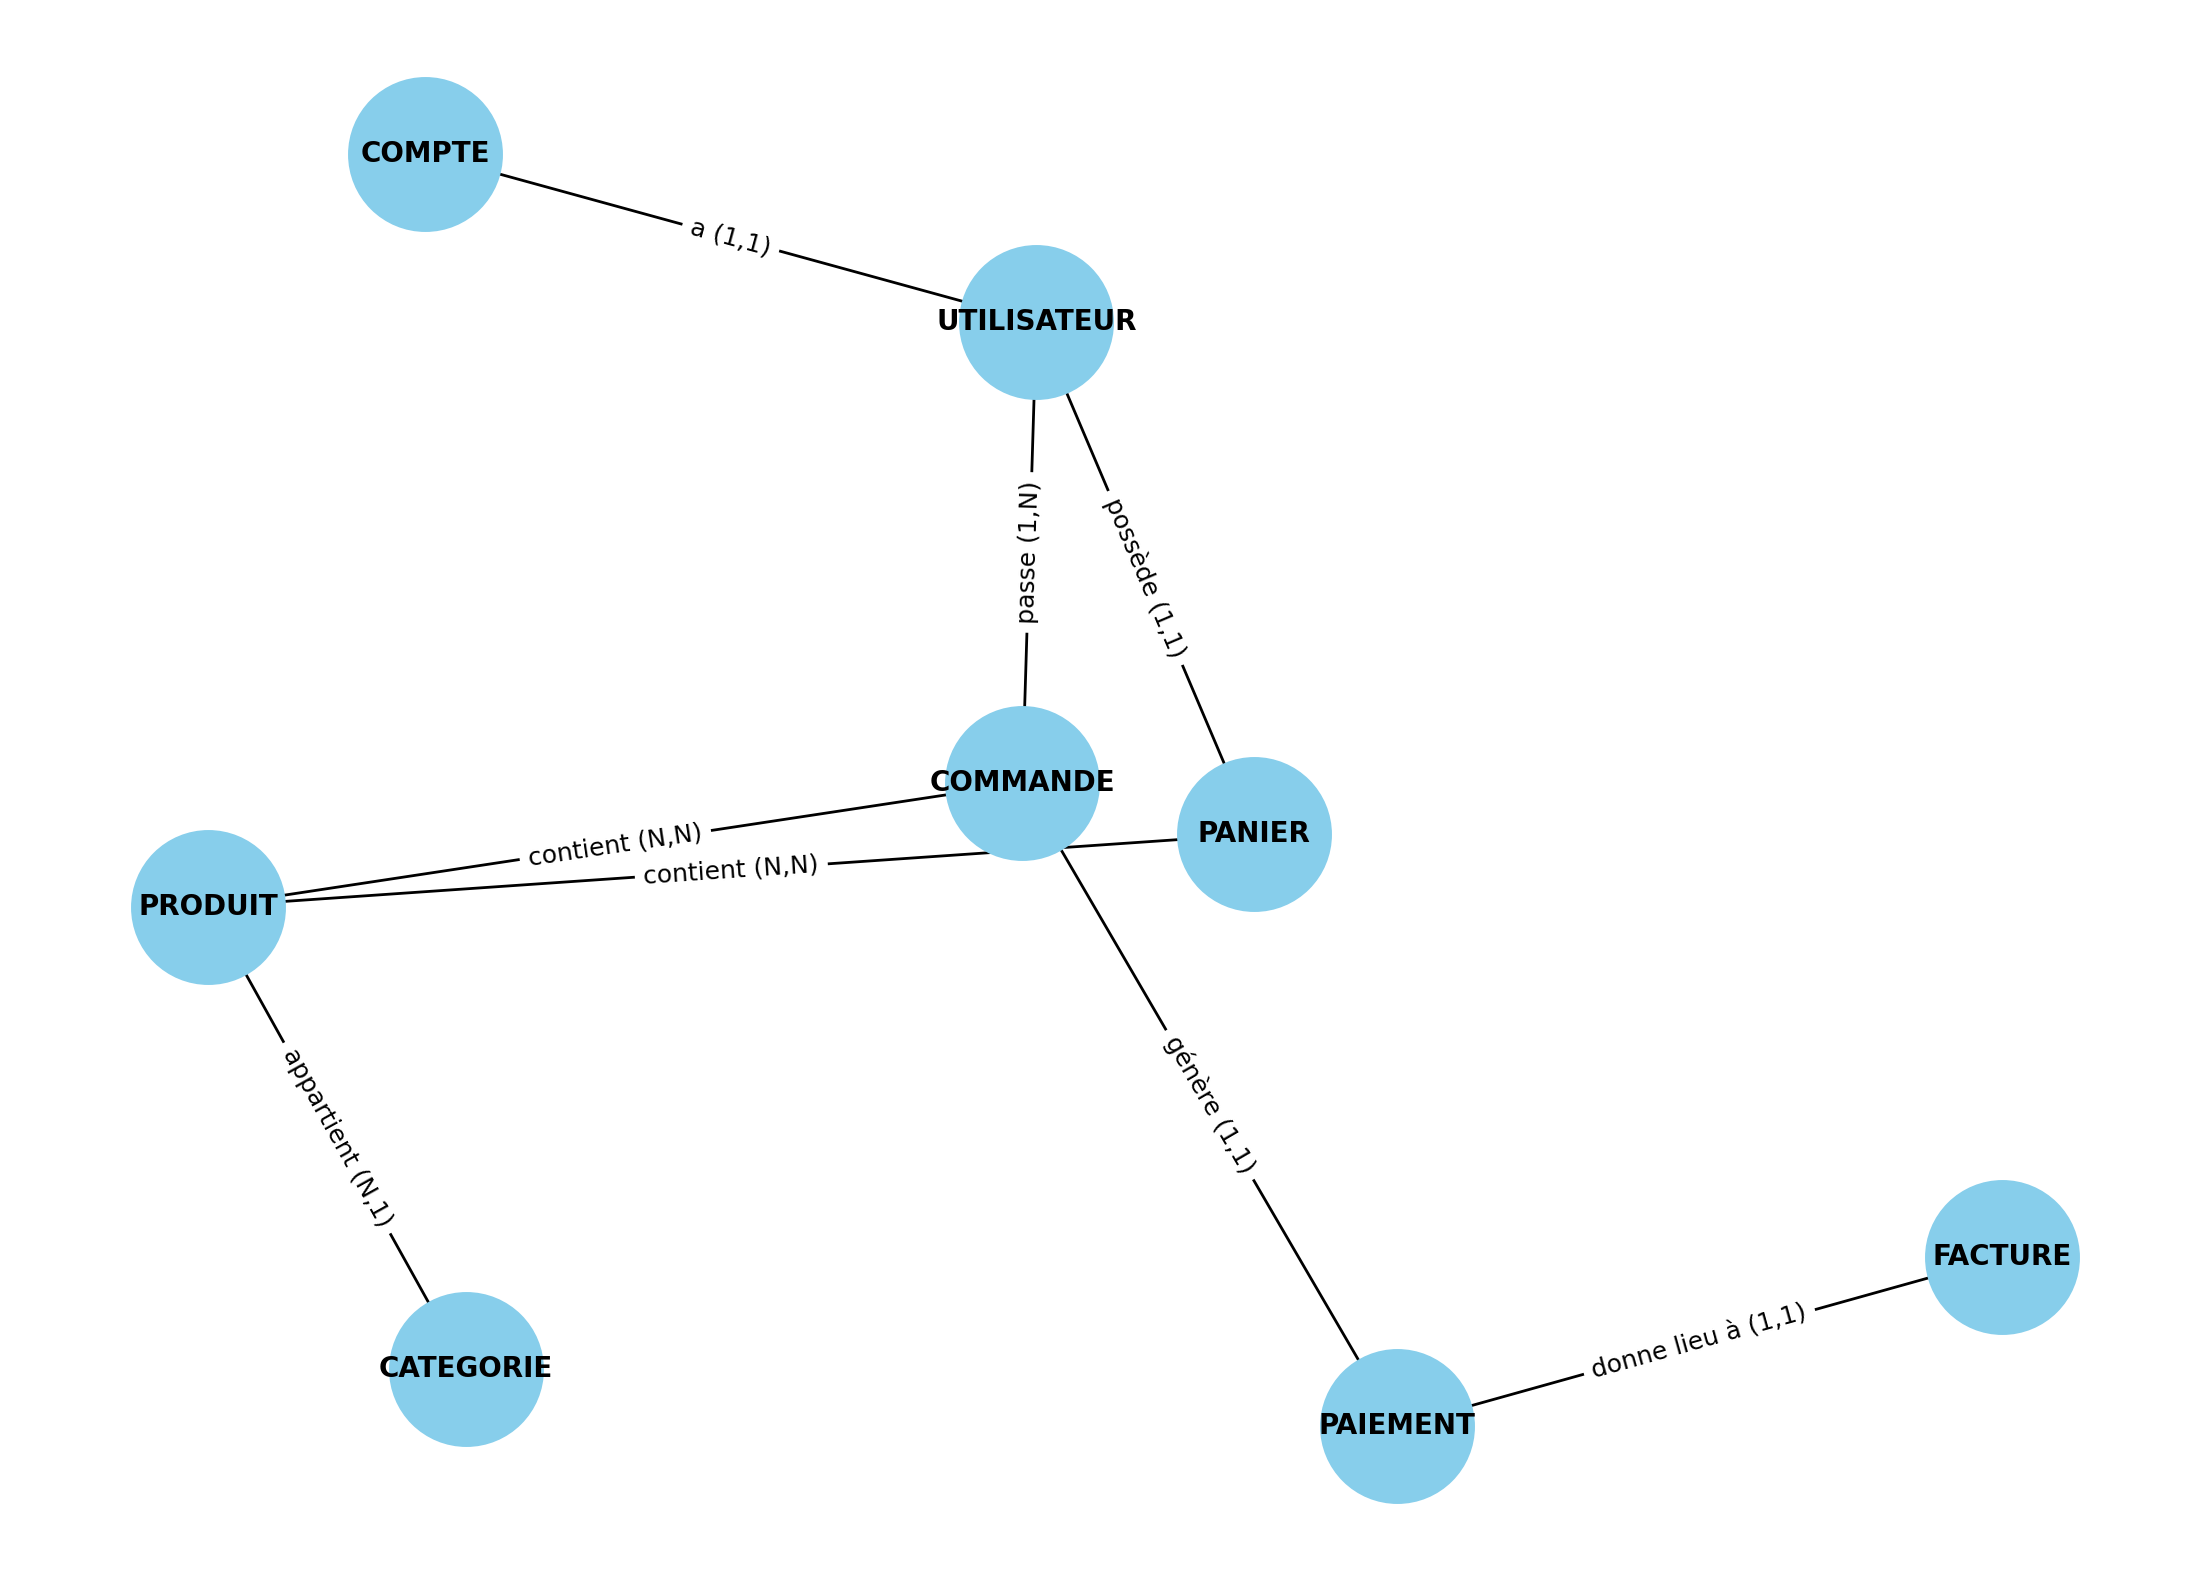 COMPTE
a (1,1)
UTILISATEUR
passe (1,N)
possède (1,1)
COMMANDE
PANIER
contient (N,N)
contient (N,N)
PRODUIT
appartient (N,1)
génère (1,1)
FACTURE
donne lieu à (1,1)
CATEGORIE
PAIEMENT